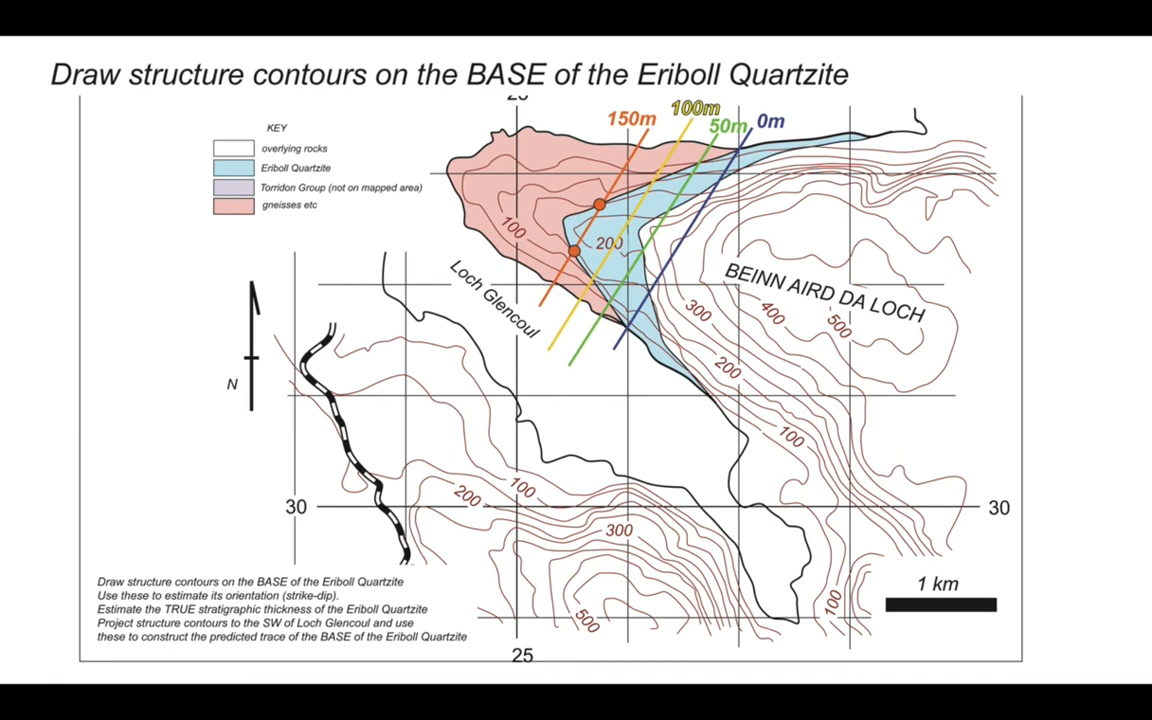 Draw structure contours on the BASE of the Eriboll Quartzite
KEY
overlying rocks
Eriboll Quartzite
Torridon Group (not on mapped area)
gneisses etc
150m
100m
50m
0m
100
200
Loch Glencoul
BEINN AIRD DA LOCH
300
400
500
200
100
N
30
200
100
300
500
100
30
1 km
Draw structure contours on the BASE of the Eriboll Quartzite
Use these to estimate its orientation (strike-dip).
Estimate the TRUE stratigraphic thickness of the Eriboll Quartzite
Project structure contours to the SW of Loch Glencoul and use
these to construct the predicted trace of the BASE of the Eriboll Quartzite
25